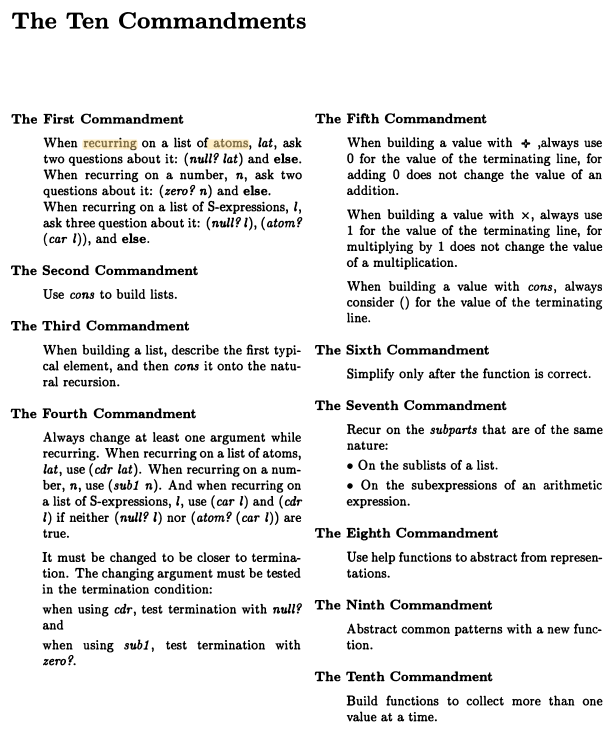 The Ten Commandments
The First Commandment
When recurring on a list of atoms, lat, ask
two questions about it: (null? lat) and else.
When recurring on a number, n, ask two
questions about it: (zero? n) and else.
When recurring on a list of S-expressions, l,
ask three question about it: (null? l), (atom?
(car l)), and else.
The Second Commandment
Use cons to build lists.
The Third Commandment
When building a list, describe the first typi-
cal element, and then cons it onto the natu-
ral recursion.
The Fourth Commandment
Always change at least one argument while
recurring. When recurring on a list of atoms,
lat, use (cdr lat). When recurring on a num-
ber, n, use (sub1 n). And when recurring on
a list of S-expressions, l, use (car l) and (cdr
l) if neither (null? l) nor (atom? (car l)) are
true.
It must be changed to be closer to termina-
tion. The changing argument must be tested
in the termination condition:
when using cdr, test termination with null?
and
when using sub1, test termination with
zero?.
The Fifth Commandment
When building a value with ✢ ,always use
0 for the value of the terminating line, for
adding 0 does not change the value of an
addition.
When building a value with ×, always use
1 for the value of the terminating line, for
multiplying by 1 does not change the value
of a multiplication.
When building a value with cons, always
consider () for the value of the terminating
line.
The Sixth Commandment
Simplify only after the function is correct.
The Seventh Commandment
Recur on the subparts that are of the same
nature:
• On the sublists of a list.
• On the subexpressions of an arithmetic
expression.
The Eighth Commandment
Use help functions to abstract from represen-
tations.
The Ninth Commandment
Abstract common patterns with a new func-
tion.
The Tenth Commandment
Build functions to collect more than one
value at a time.